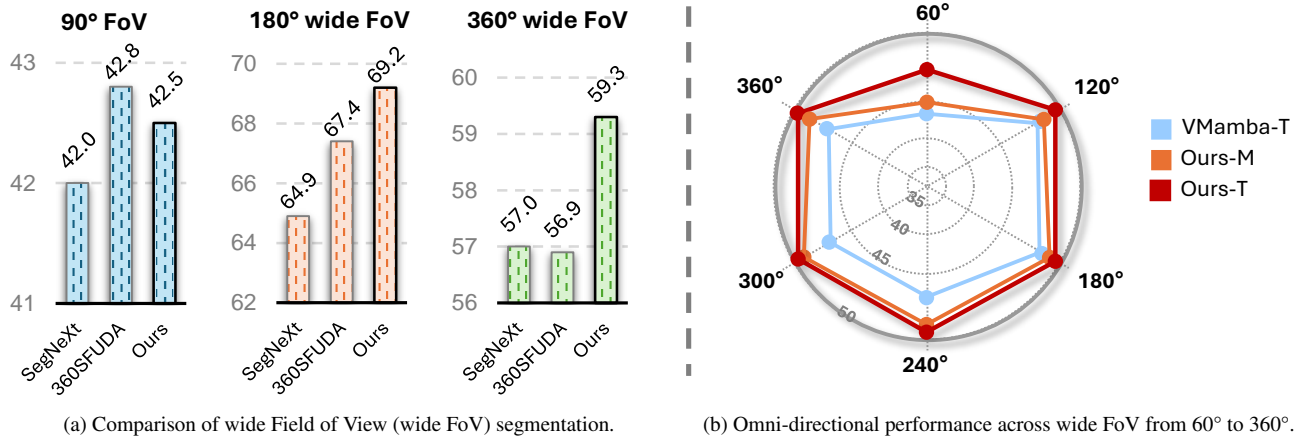 90° FoV
43
42
41
42.0
42.8
42.5
SegNeXt
360SFUDA
Ours
180° wide FoV
70
68
66
64
62
64.9
67.4
69.2
SegNeXt
360SFUDA
Ours
360° wide FoV
60
59
58
57
56
57.0
56.9
59.3
SegNeXt
360SFUDA
Ours
(a) Comparison of wide Field of View (wide FoV) segmentation.
60°
120°
180°
240°
300°
360°
35
40
45
50
VMamba-T
Ours-M
Ours-T
(b) Omni-directional performance across wide FoV from 60° to 360°.